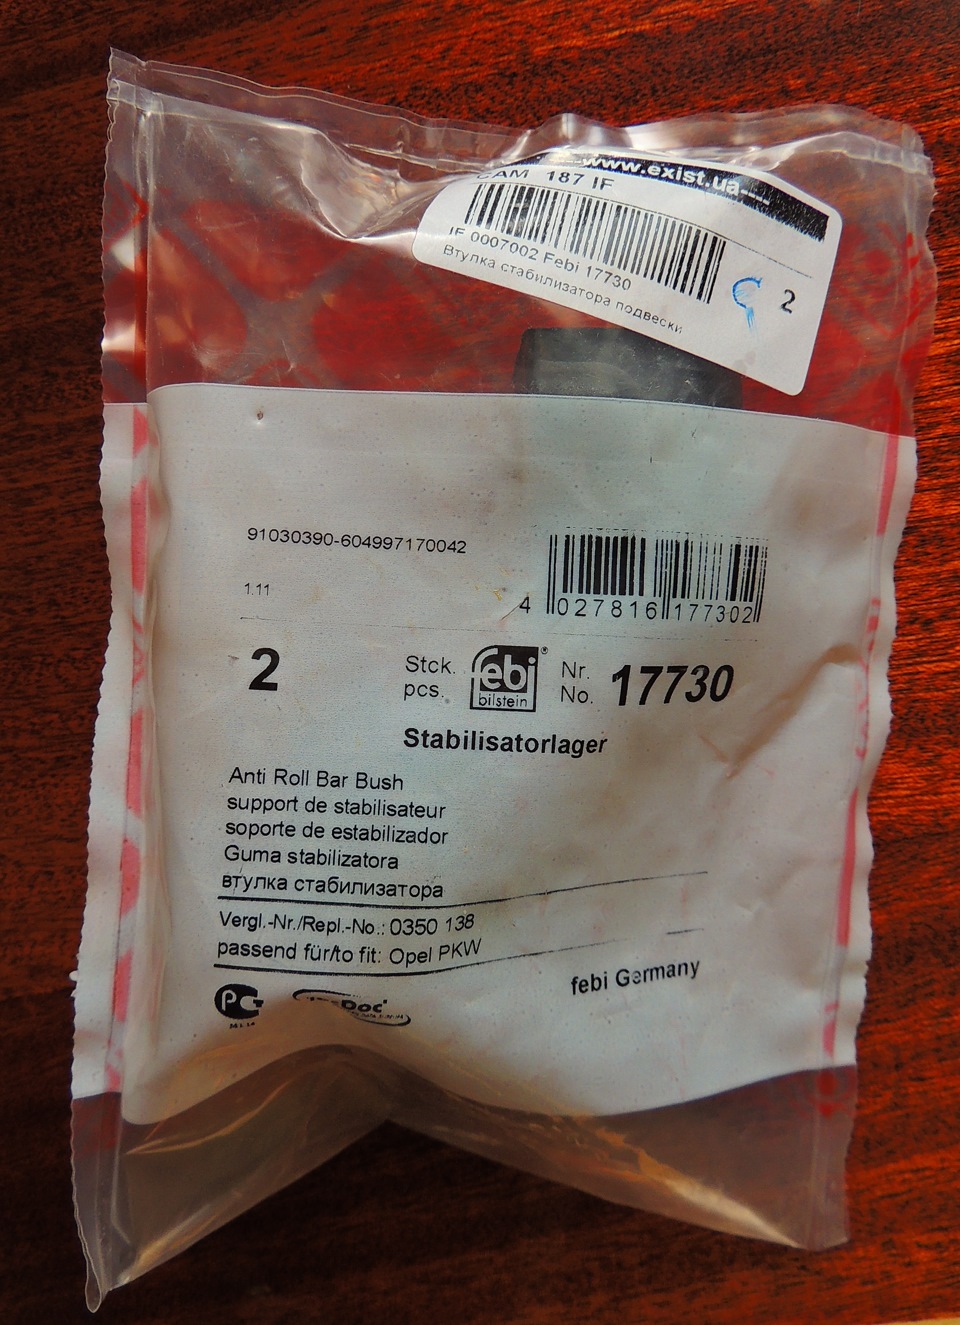 www.exist.ua
CAM 187 IF
IF 0007002 Febi 17730
Втулка стабилизатора подвески
2
91030390-604997170042
1.11
4 027816 177302
2 Stck. febi® Nr. 17730
pcs. bilstein No.
Stabilisatorlager
Anti Roll Bar Bush
support de stabilisateur
soporte de estabilizador
Guma stabilizatora
втулка стабилизатора
Vergl.-Nr./Repl.-No.: 0350 138
passend für/to fit: Opel PKW
febi Germany